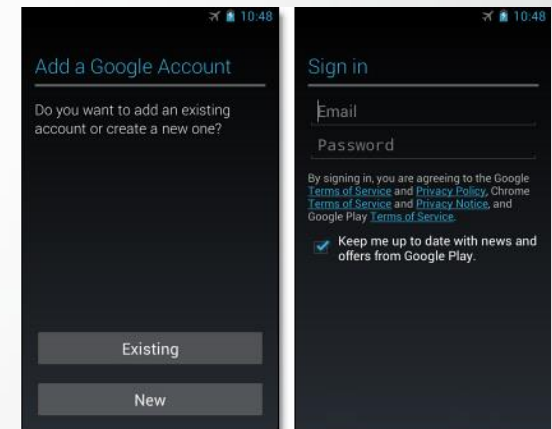 10:48
Add a Google Account
Do you want to add an existing
account or create a new one?
Existing
New
10:48
Sign in
Email
Password
By signing in, you are agreeing to the Google
Terms of Service and Privacy Policy, Chrome
Terms of Service and Privacy Notice, and
Google Play Terms of Service.
Keep me up to date with news and
offers from Google Play.